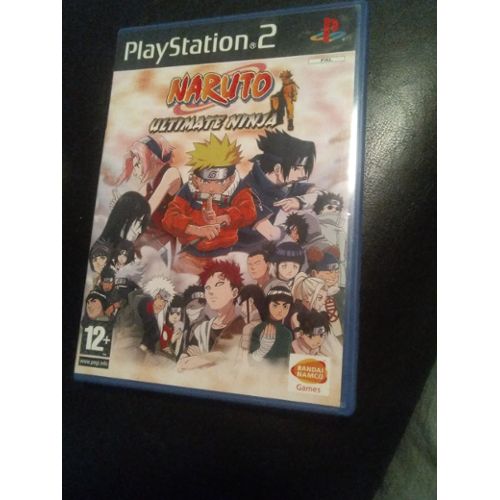 PlayStation®2
PAL
NARUTO
ULTIMATE NINJA
12+
www.pegi.info
BANDAI
NAMCO
Games